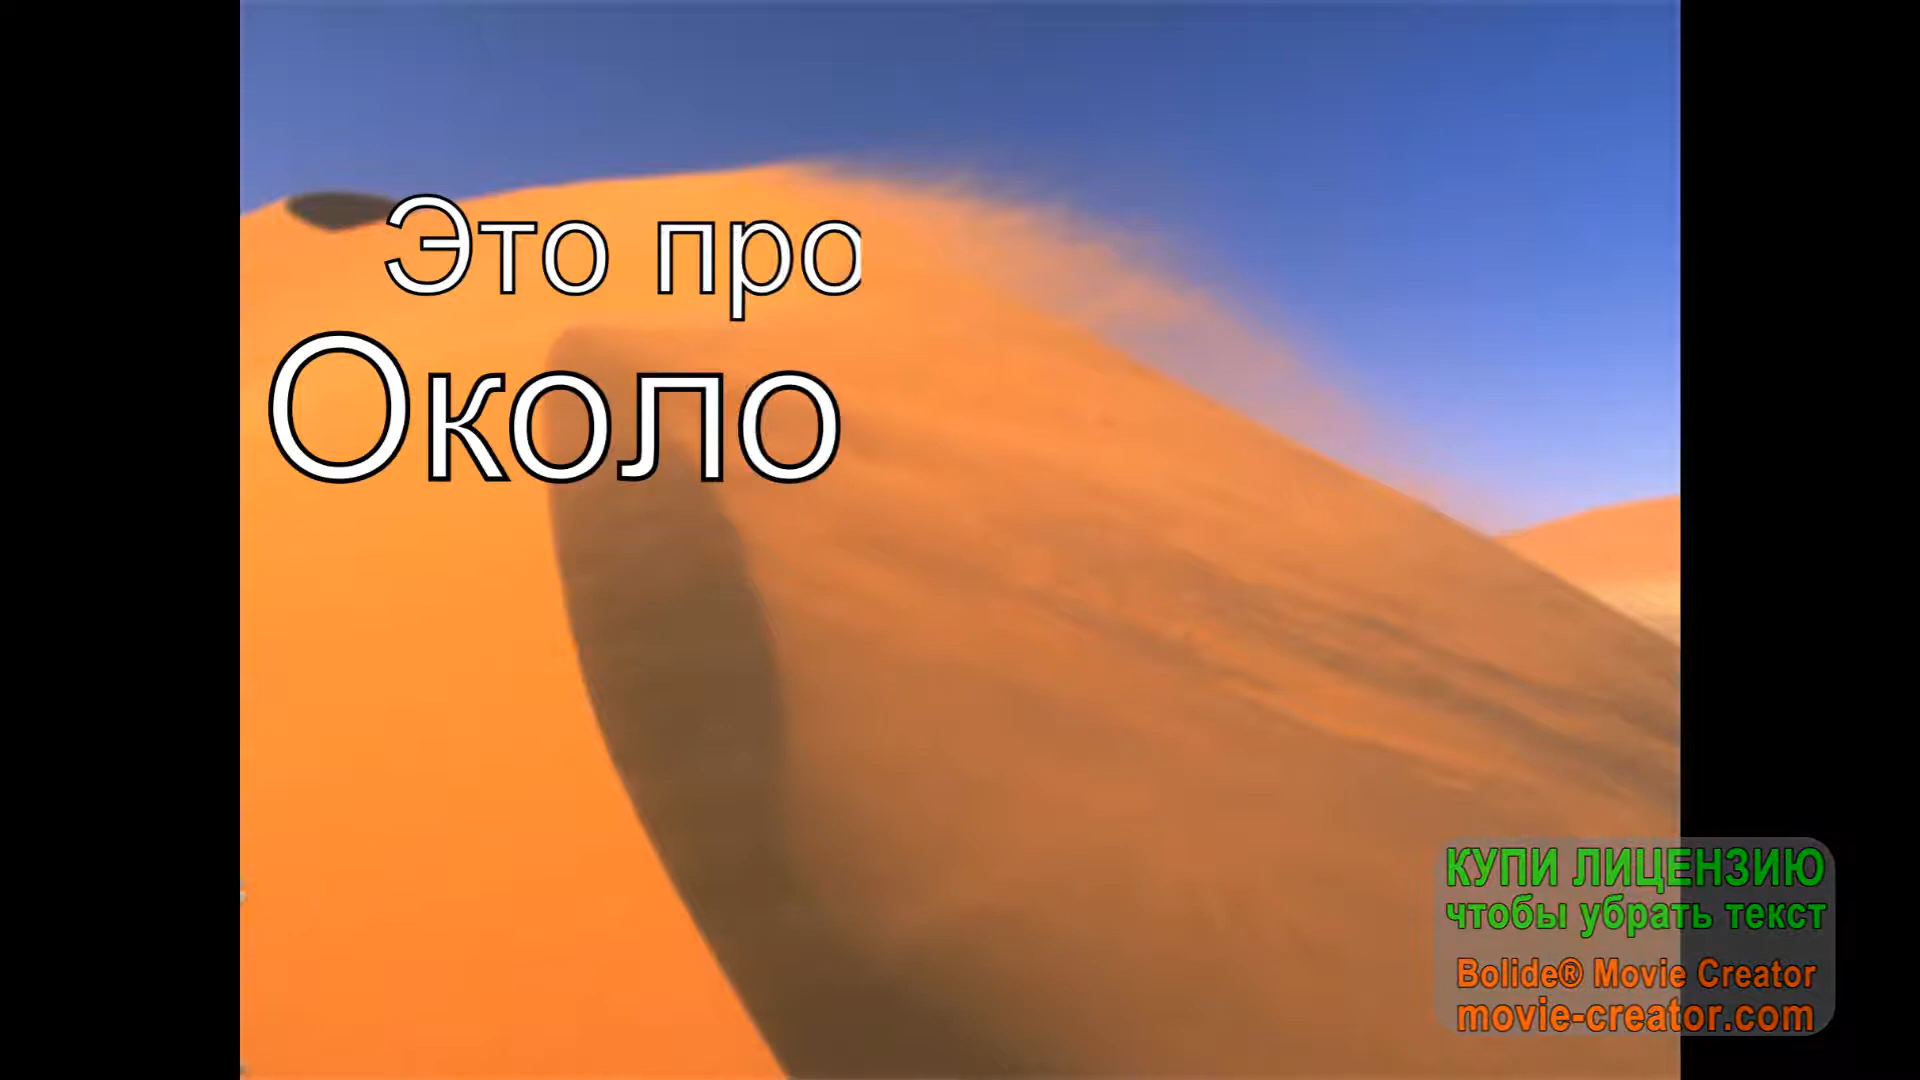 Это про
Около
КУПИ ЛИЦЕНЗИЮ
чтобы убрать текст
Bolide® Movie Creator
movie-creator.com